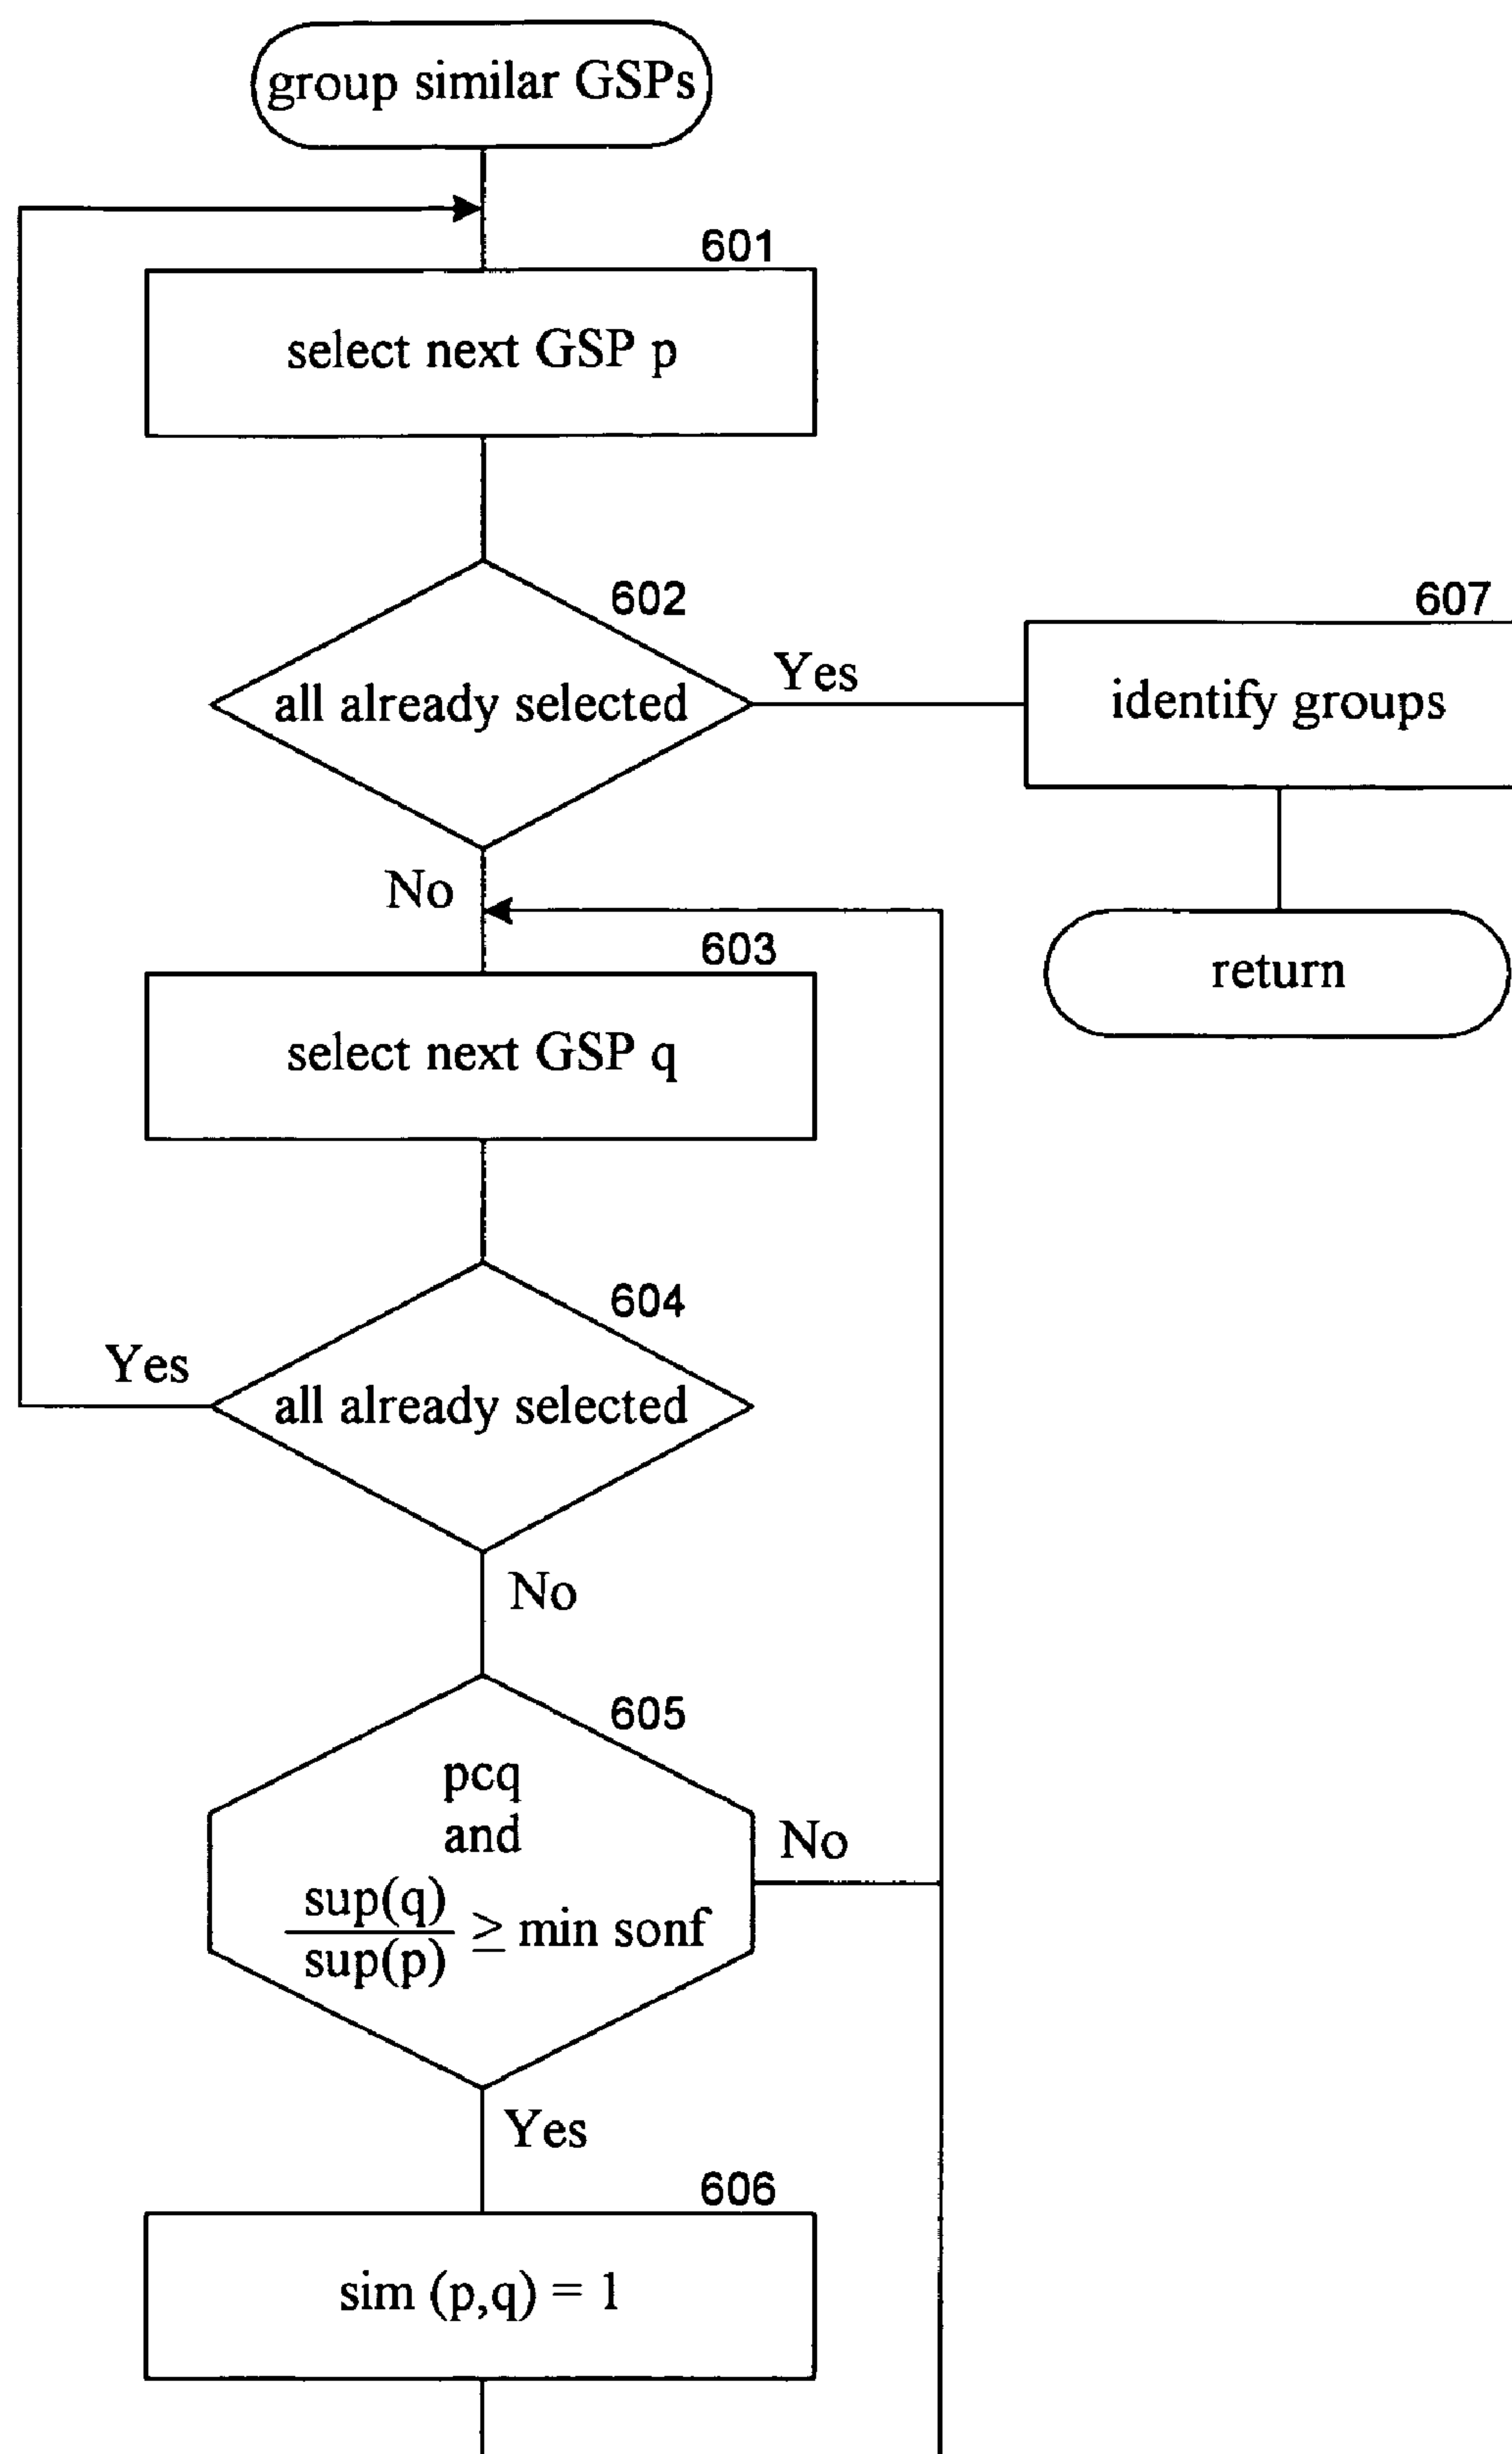 group similar GSPs
601
select next GSP p
602
all already selected
Yes
607
identify groups
No
return
603
select next GSP q
604
all already selected
Yes
No
605
pcq
and
sup(q)
sup(p)
≥ min sonf
No
Yes
606
sim (p,q) = 1